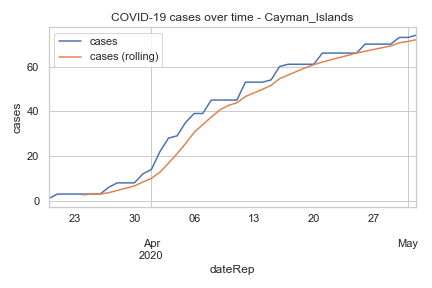 COVID-19 cases over time - Cayman_Islands
cases
cases (rolling)
cases
60
40
20
0
23
30
06
13
20
27
Apr
2020
May
dateRep